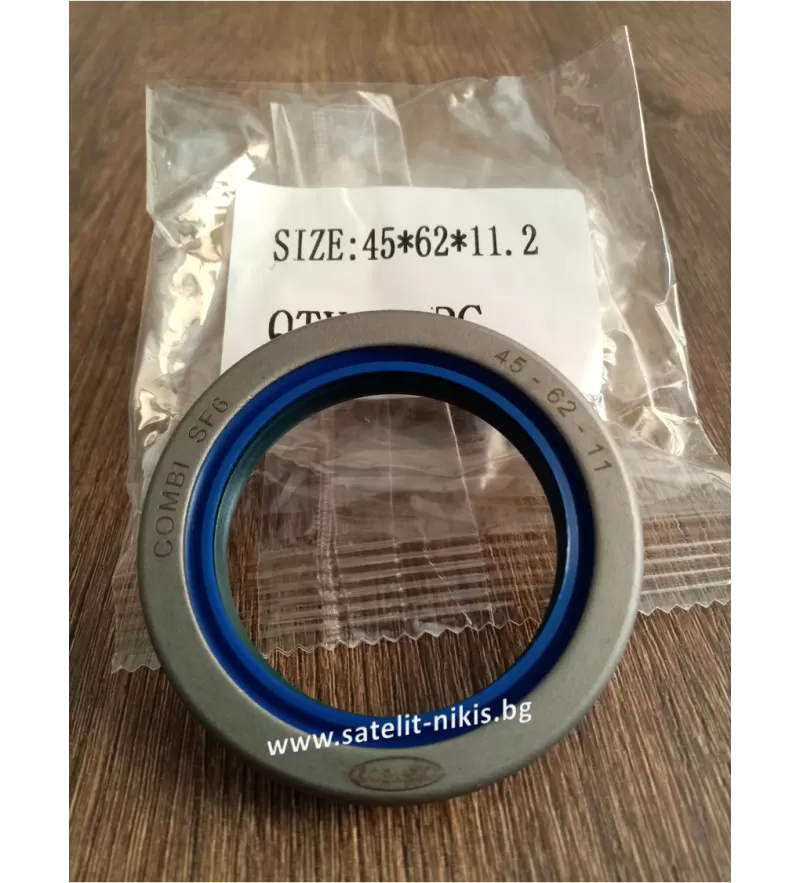 SIZE:45*62*11.2
45-62-11
COMBI SF6
www.satelit-nikis.bg